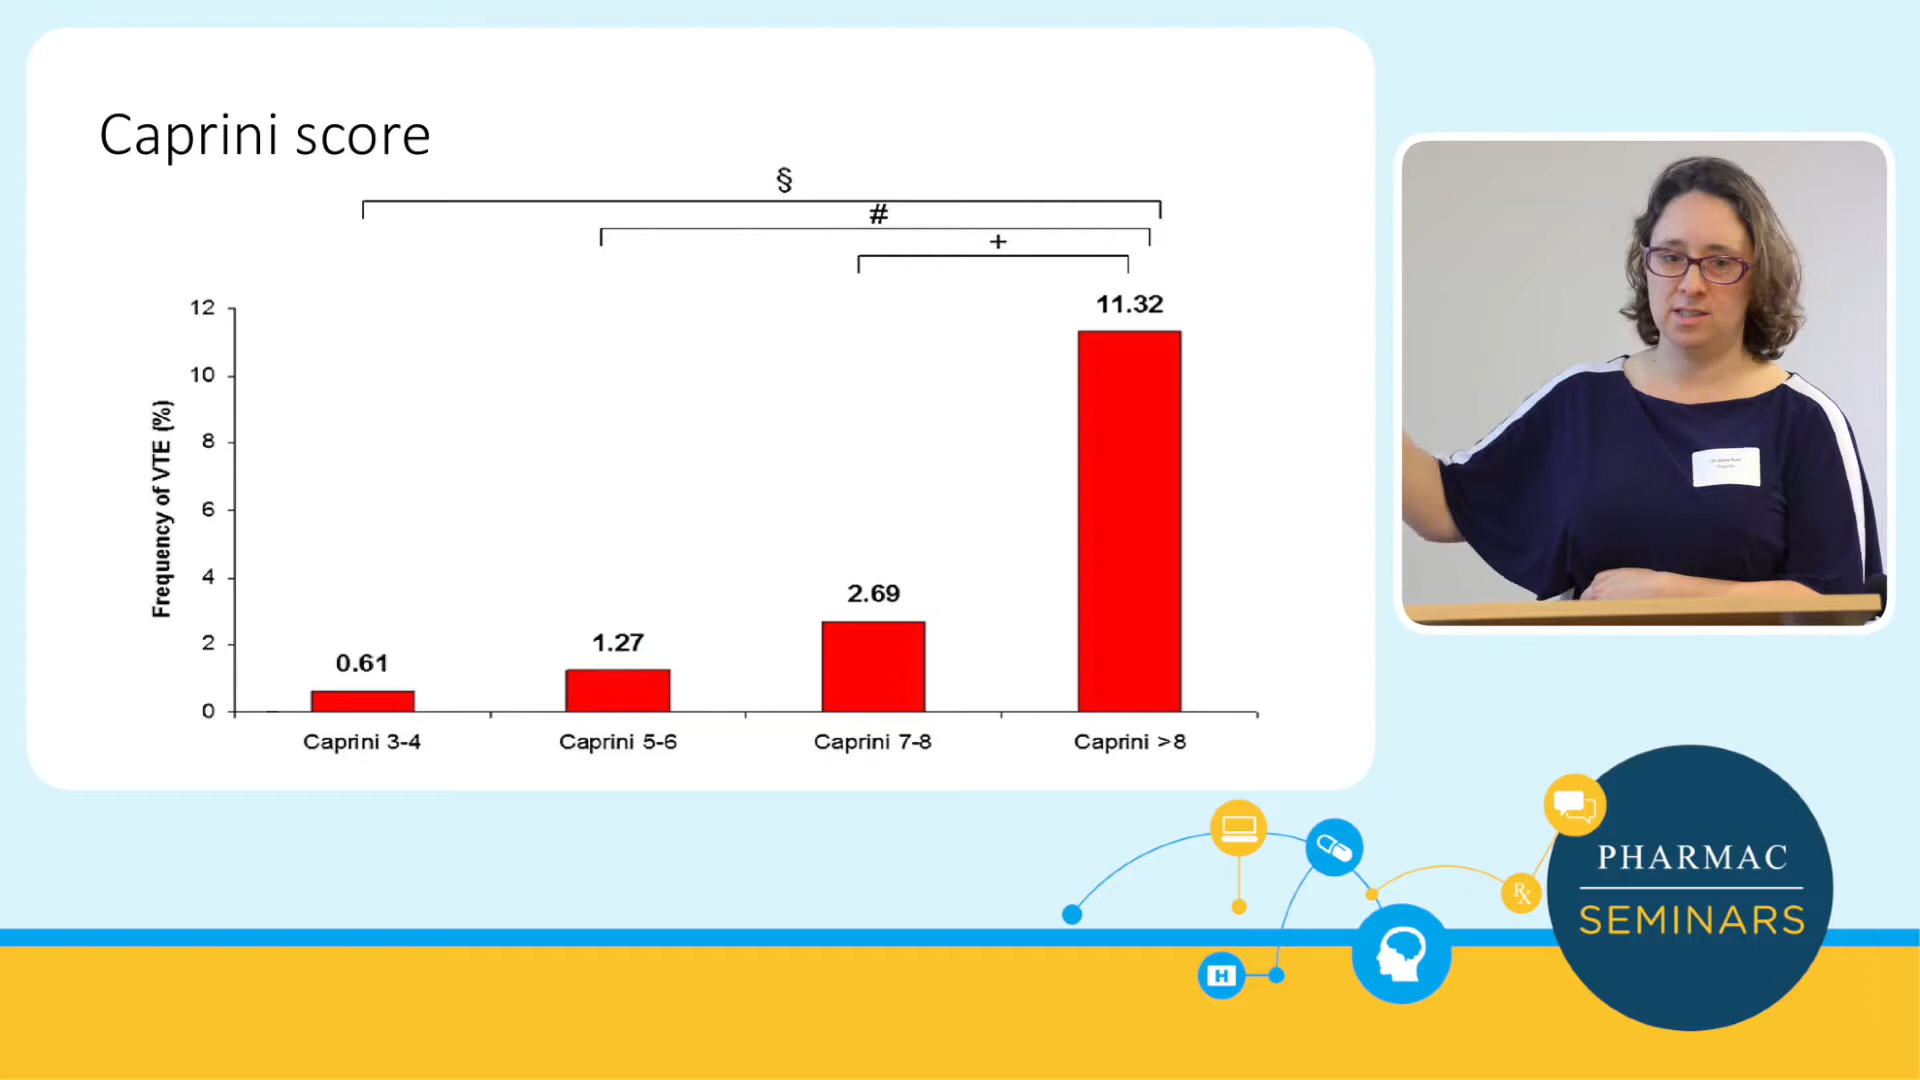 Caprini score
§
#
+
11.32
2.69
1.27
0.61
12
10
8
6
4
2
0
Frequency of VTE (%)
Caprini 3-4
Caprini 5-6
Caprini 7-8
Caprini >8
PHARMAC
SEMINARS
H
Rx